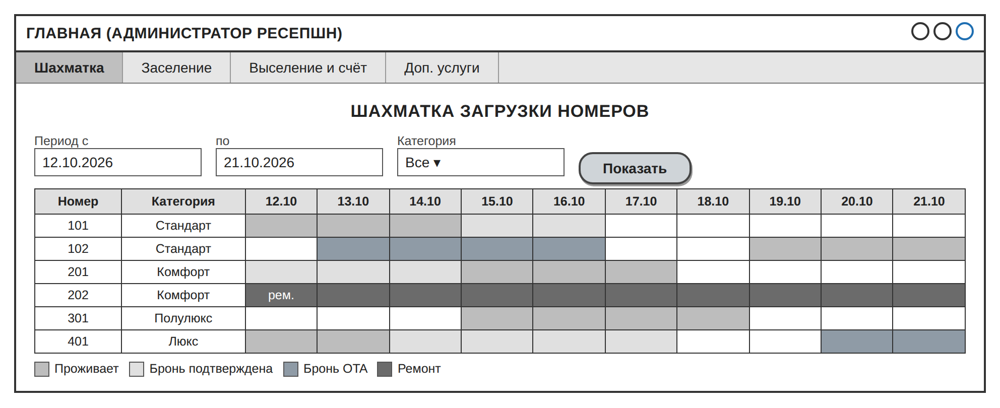 ГЛАВНАЯ (АДМИНИСТРАТОР РЕСЕПШН)
Шахматка Заселение Выселение и счёт Доп. услуги
ШАХМАТКА ЗАГРУЗКИ НОМЕРОВ
Период с по Категория
12.10.2026 21.10.2026 Все ▾ Показать
Номер Категория 12.10 13.10 14.10 15.10 16.10 17.10 18.10 19.10 20.10 21.10
101 Стандарт
102 Стандарт
201 Комфорт
202 Комфорт рем.
301 Полулюкс
401 Люкс
Проживает Бронь подтверждена Бронь ОТА Ремонт